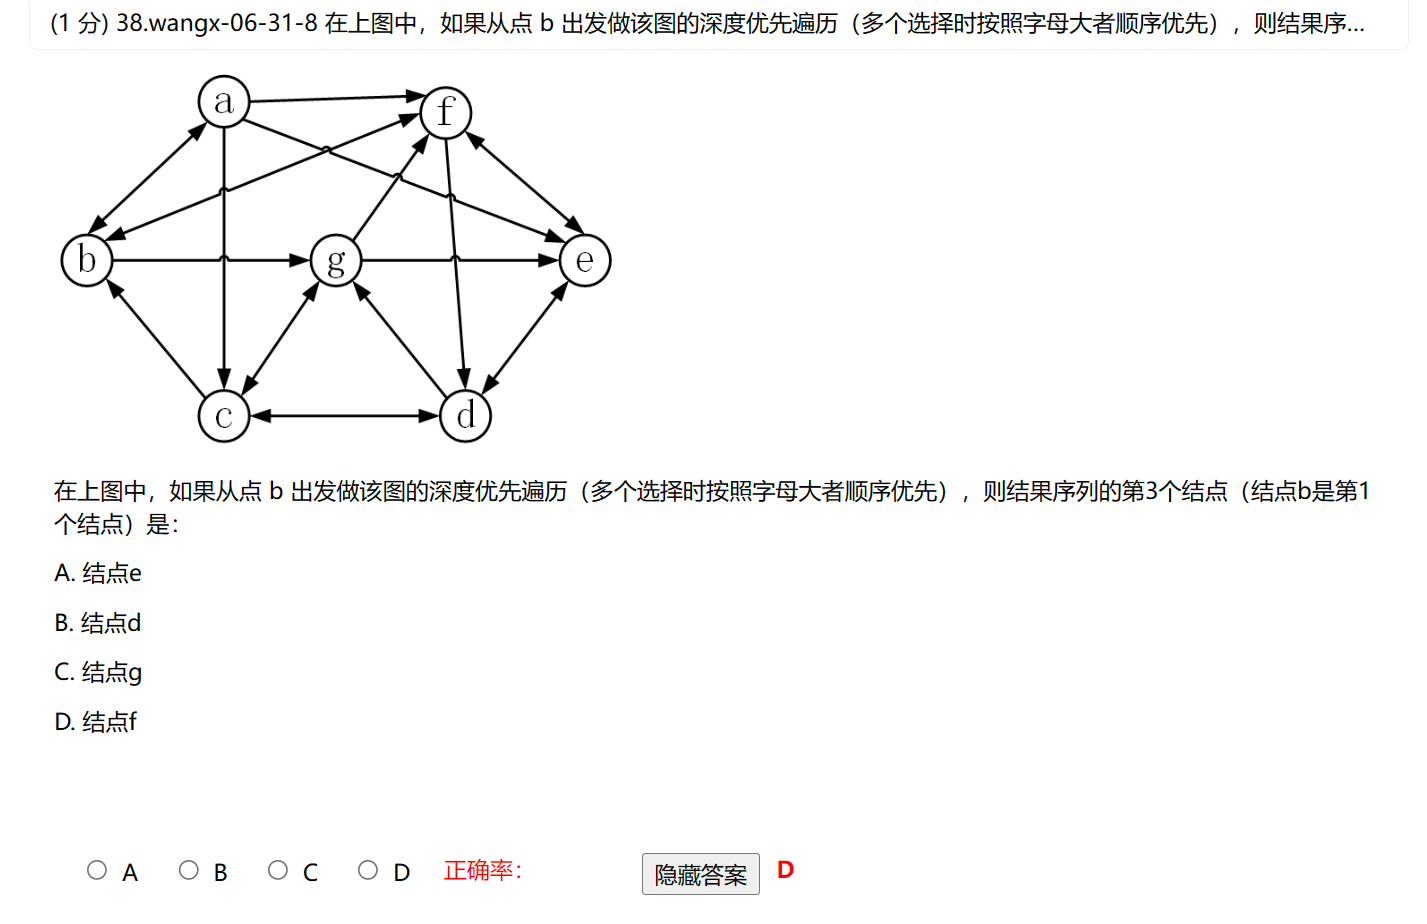 (1 分) 38.wangx-06-31-8 在上图中，如果从点 b 出发做该图的深度优先遍历（多个选择时按照字母大者顺序优先），则结果序...
a
f
b
g
e
c
d
在上图中，如果从点 b 出发做该图的深度优先遍历（多个选择时按照字母大者顺序优先），则结果序列的第3个结点（结点b是第1
个结点）是：
A. 结点e
B. 结点d
C. 结点g
D. 结点f
A B C D 正确率： 隐藏答案 D